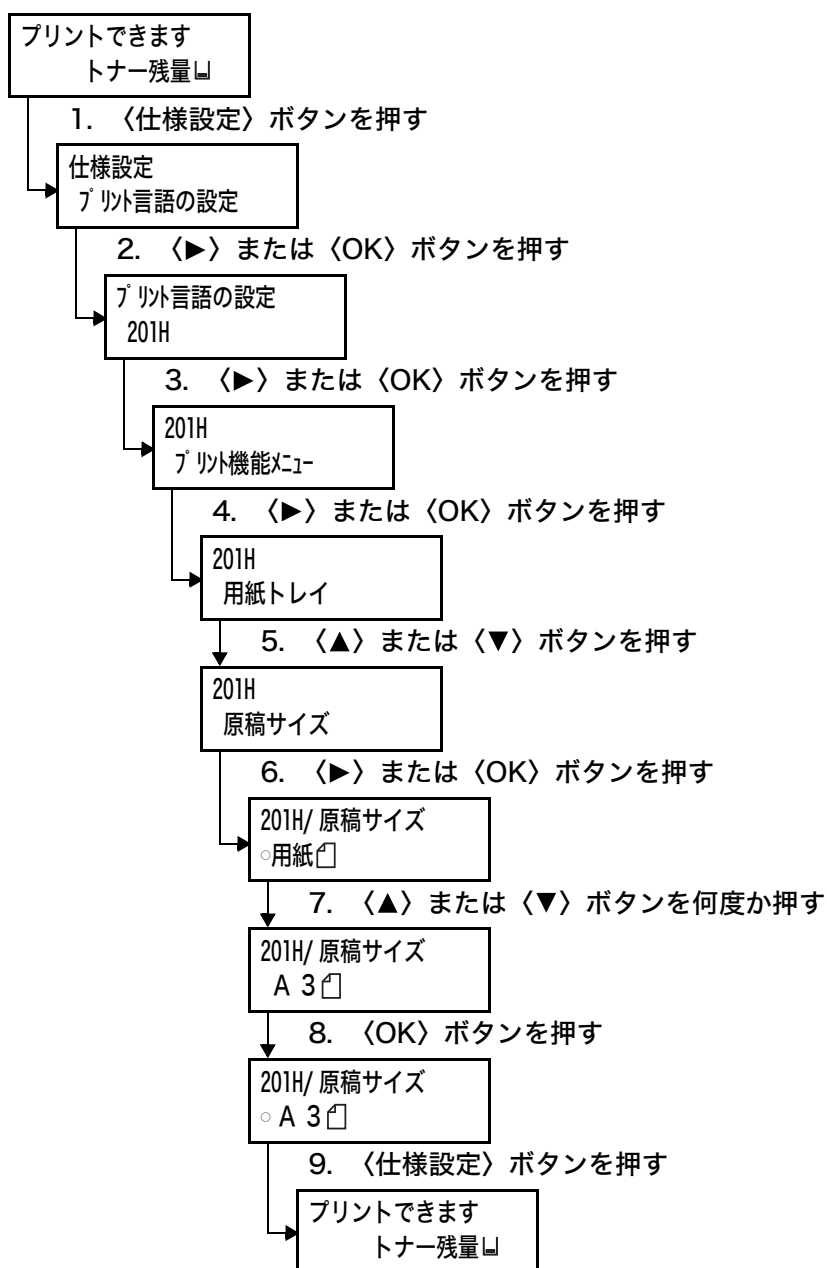 プリントできます
トナー残量
1. 〈仕様設定〉ボタンを押す
仕様設定
ﾌﾟﾘﾝﾄ言語の設定
2. 〈▶〉または〈OK〉ボタンを押す
ﾌﾟﾘﾝﾄ言語の設定
201H
3. 〈▶〉または〈OK〉ボタンを押す
201H
ﾌﾟﾘﾝﾄ機能ﾒﾆｭｰ
4. 〈▶〉または〈OK〉ボタンを押す
201H
用紙トレイ
5. 〈▲〉または〈▼〉ボタンを押す
201H
原稿サイズ
6. 〈▶〉または〈OK〉ボタンを押す
201H/ 原稿サイズ
○用紙
7. 〈▲〉または〈▼〉ボタンを何度か押す
201H/ 原稿サイズ
A 3
8. 〈OK〉ボタンを押す
201H/ 原稿サイズ
○ A 3
9. 〈仕様設定〉ボタンを押す
プリントできます
トナー残量